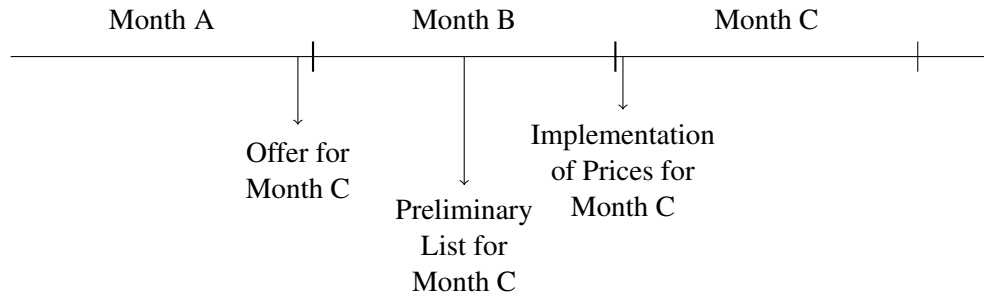 Month A
Month B
Month C
Offer for
Month C
Preliminary
List for
Month C
Implementation
of Prices for
Month C